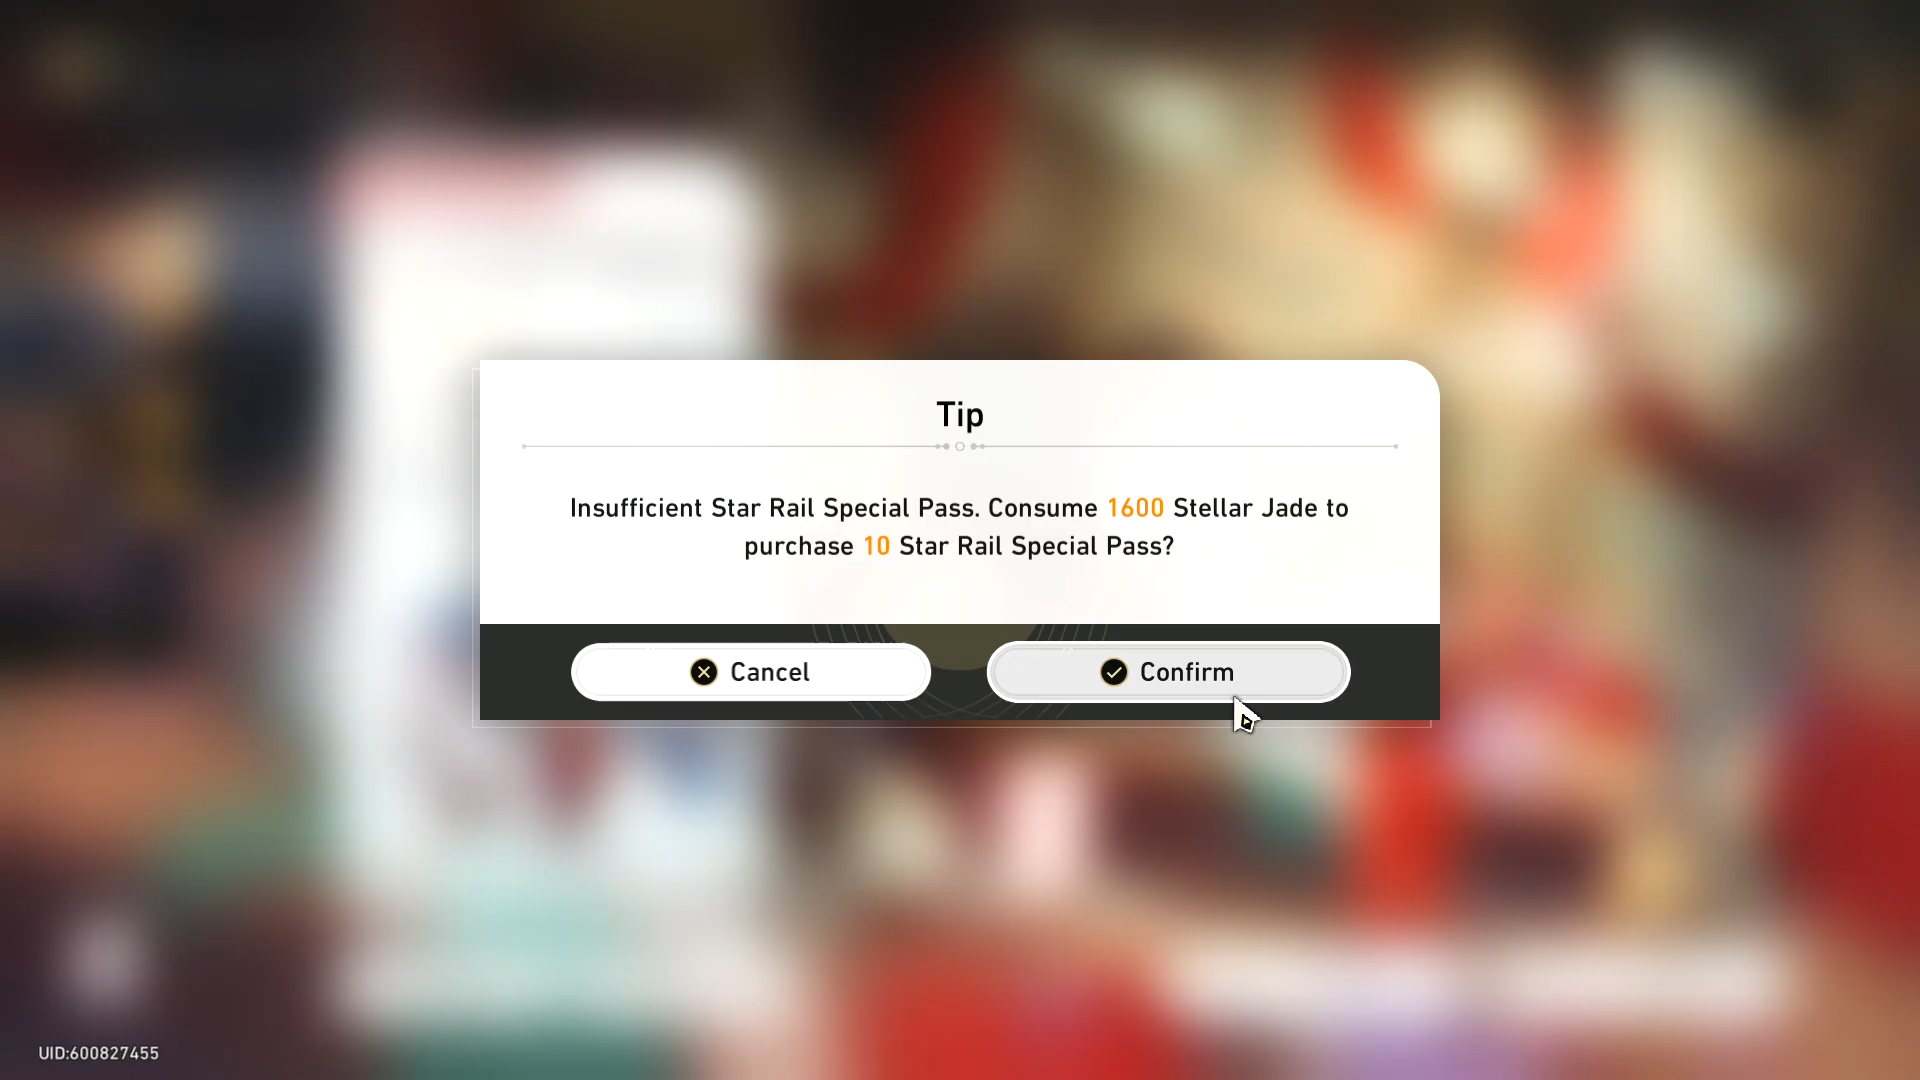 Tip
Insufficient Star Rail Special Pass. Consume 1600 Stellar Jade to
purchase 10 Star Rail Special Pass?
Cancel
Confirm
UID:600827455